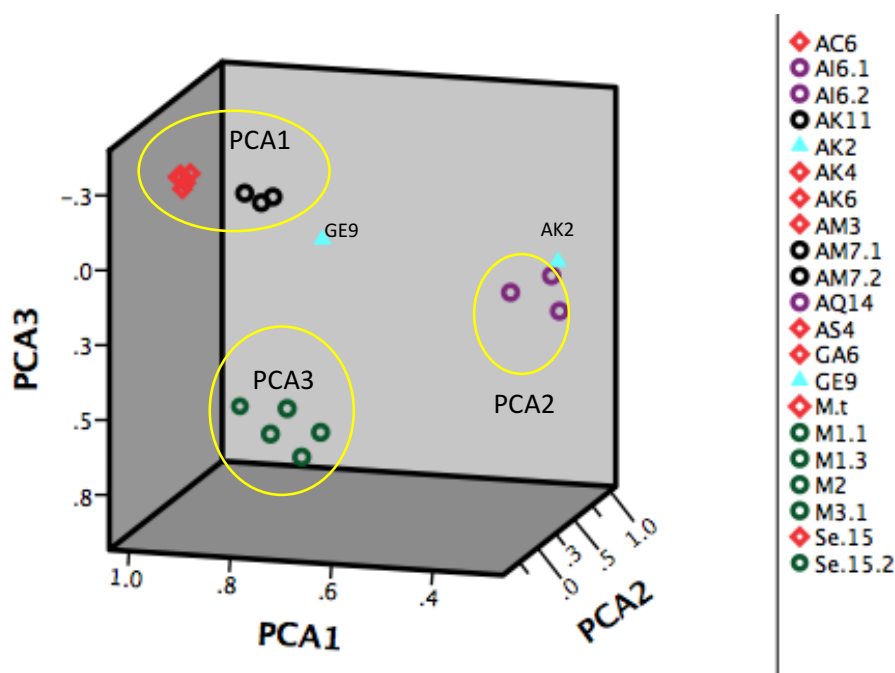 PCA1
GE9
AK2
PCA3
PCA2
-.3
.0
.3
.5
.8
PCA3
1.0
.8
.6
.4
PCA1
.0
.3
.5
1.0
PCA2
AC6
AI6.1
AI6.2
AK11
AK2
AK4
AK6
AM3
AM7.1
AM7.2
AQ14
AS4
GA6
GE9
M.t
M1.1
M1.3
M2
M3.1
Se.15
Se.15.2